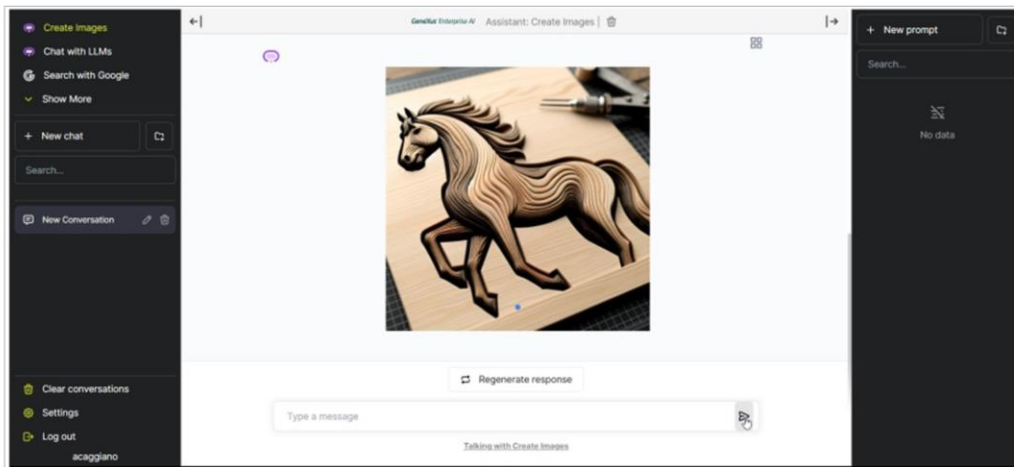 Create Images
Chat with LLMs
Search with Google
Show More
+ New chat
Search...
New Conversation
Clear conversations
Settings
Log out
acaggiano
GeneXus Enterprise AI Assistant: Create Images |
Regenerate response
Type a message
Talking with Create Images
+ New prompt
Search...
No data